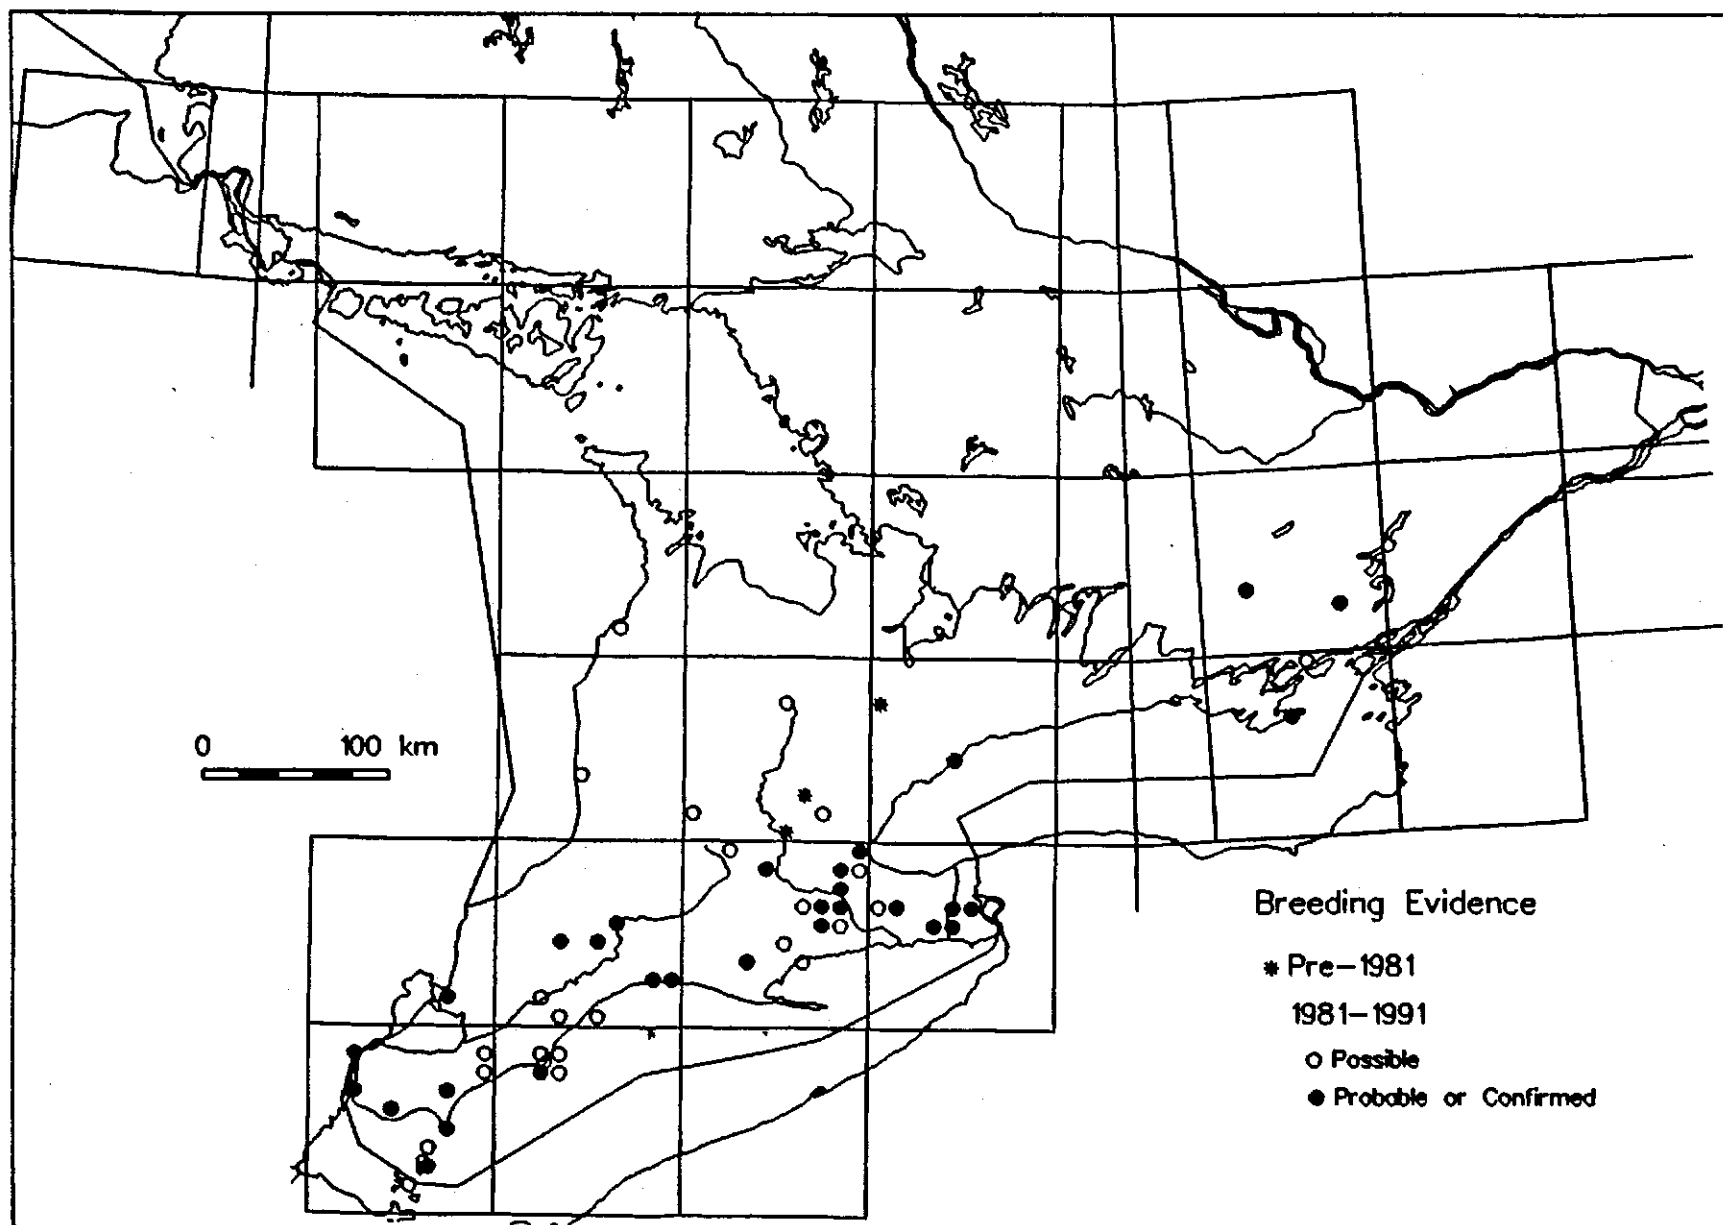 0 100 km
Breeding Evidence
* Pre-1981
1981-1991
Possible
Probable or Confirmed